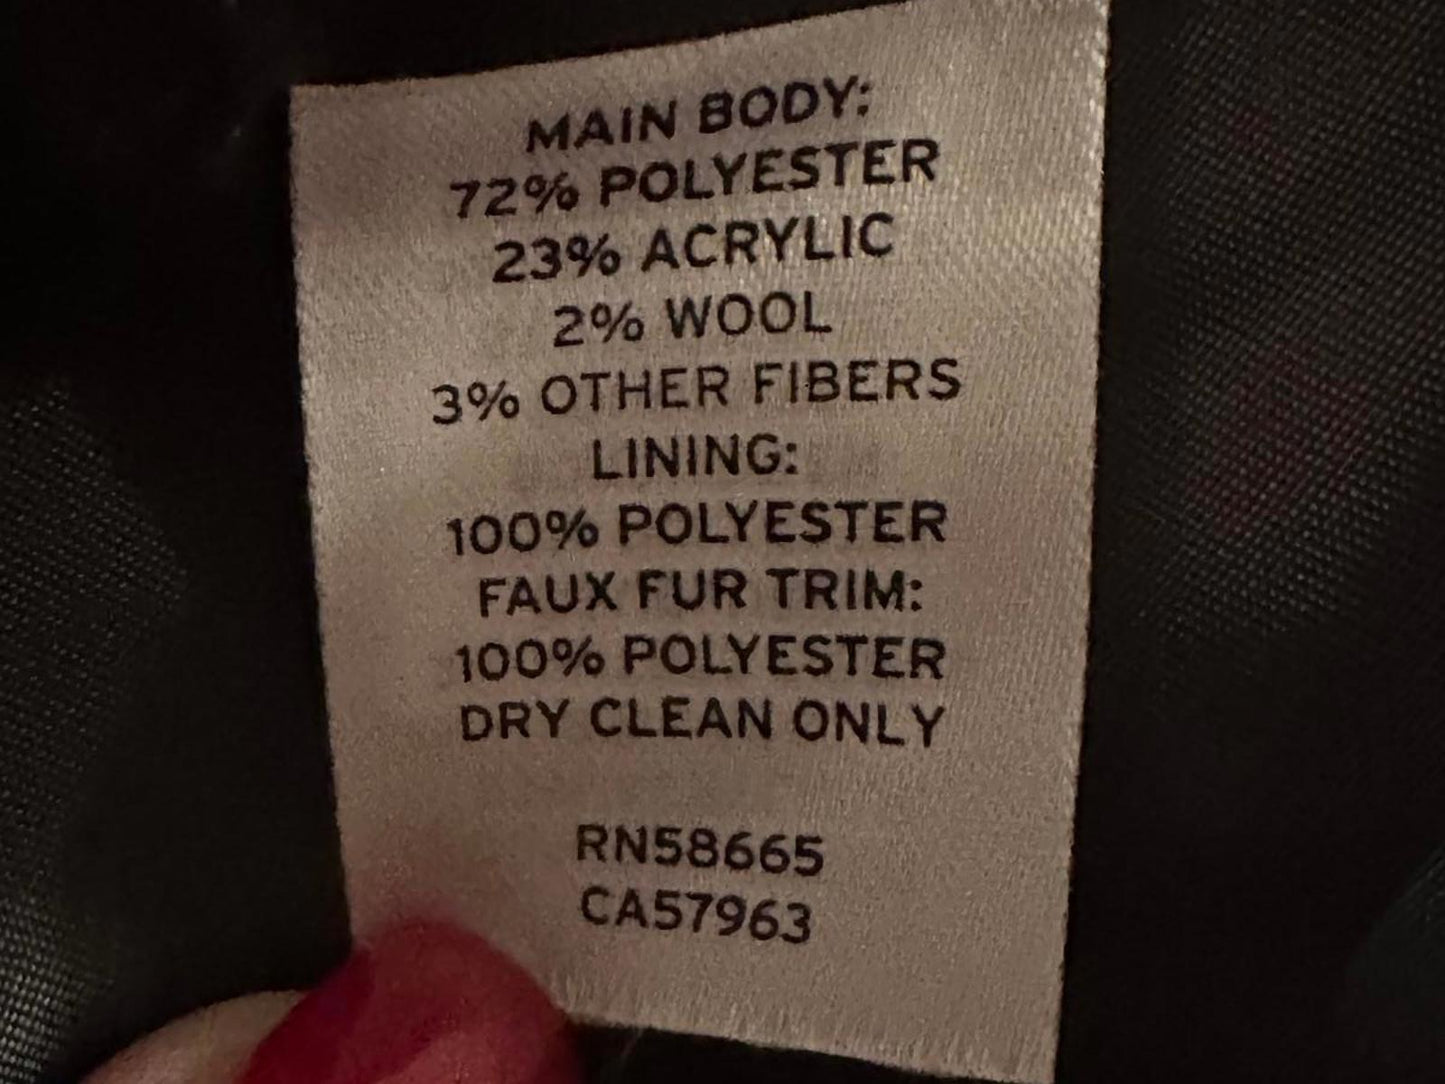 MAIN BODY:
72% POLYESTER
23% ACRYLIC
2% WOOL
3% OTHER FIBERS
LINING:
100% POLYESTER
FAUX FUR TRIM:
100% POLYESTER
DRY CLEAN ONLY
RN58665
CA57963